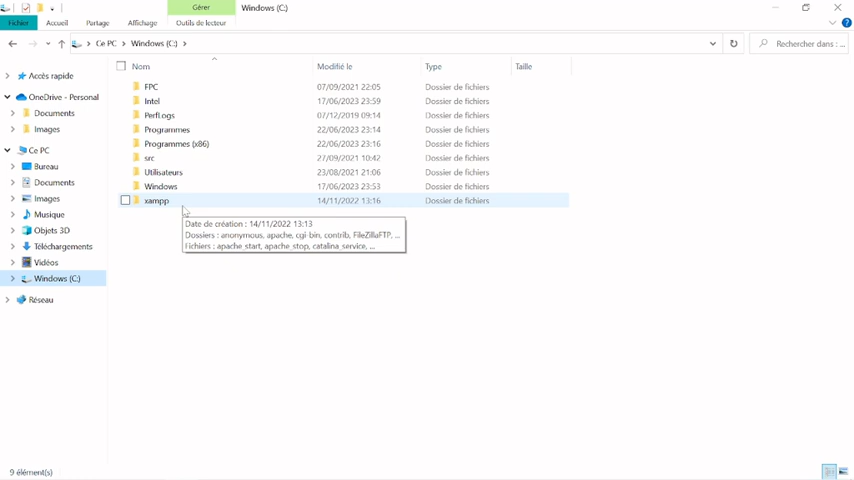 Gérer
Windows (C:)
Fichier
Accueil
Partage
Affichage
Outils de lecteur
Ce PC
Windows (C:)
Rechercher dans : ...
Nom
Modifié le
Type
Taille
FPC 07/09/2021 22:05 Dossier de fichiers
Intel 17/06/2023 23:59 Dossier de fichiers
PerfLogs 07/12/2019 09:14 Dossier de fichiers
Programmes 22/06/2023 23:14 Dossier de fichiers
Programmes (x86) 22/06/2023 23:23 Dossier de fichiers
src 27/09/2021 10:42 Dossier de fichiers
Utilisateurs 23/08/2021 21:06 Dossier de fichiers
Windows 17/06/2023 23:53 Dossier de fichiers
xampp 14/11/2022 13:16 Dossier de fichiers
Date de création : 14/11/2022 13:13
Dossiers : anonymous, apache, cgi-bin, contrib, FileZillaFTP, ...
Fichiers : apache_start, apache_stop, catalina_service, ...
Accès rapide
OneDrive - Personal
Documents
Images
Ce PC
Bureau
Documents
Images
Musique
Objets 3D
Téléchargements
Vidéos
Windows (C:)
Réseau
9 élément(s)